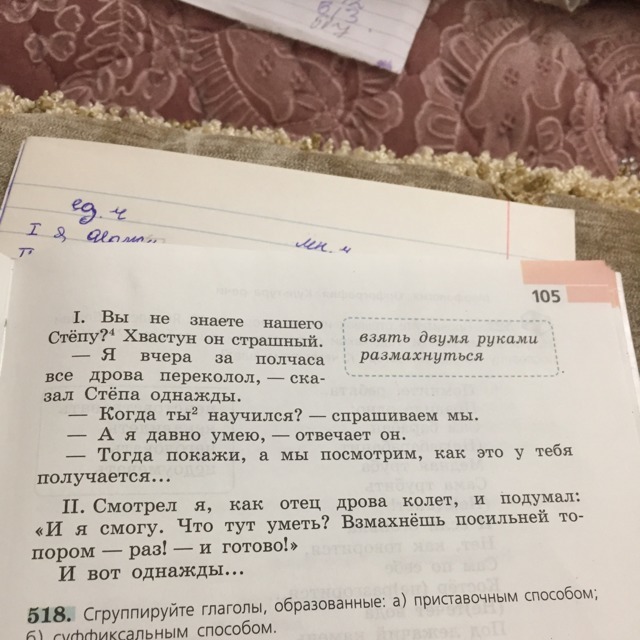 ед. ч
I я,
мн. ч
105
I. Вы не знаете нашего
Стёпу?⁴ Хвастун он страшный.
— Я вчера за полчаса
все дрова переколол, — ска-
зал Стёпа однажды.
взять двумя руками
размахнуться
— Когда ты² научился? — спрашиваем мы.
— А я давно умею, — отвечает он.
— Тогда покажи, а мы посмотрим, как это у тебя
получается...
II. Смотрел я, как отец дрова колет, и подумал:
«И я смогу. Что тут уметь? Взмахнёшь посильней то-
пором — раз! — и готово!»
И вот однажды...
518. Сгруппируйте глаголы, образованные: а) приставочным способом;
б) суффиксальным способом.